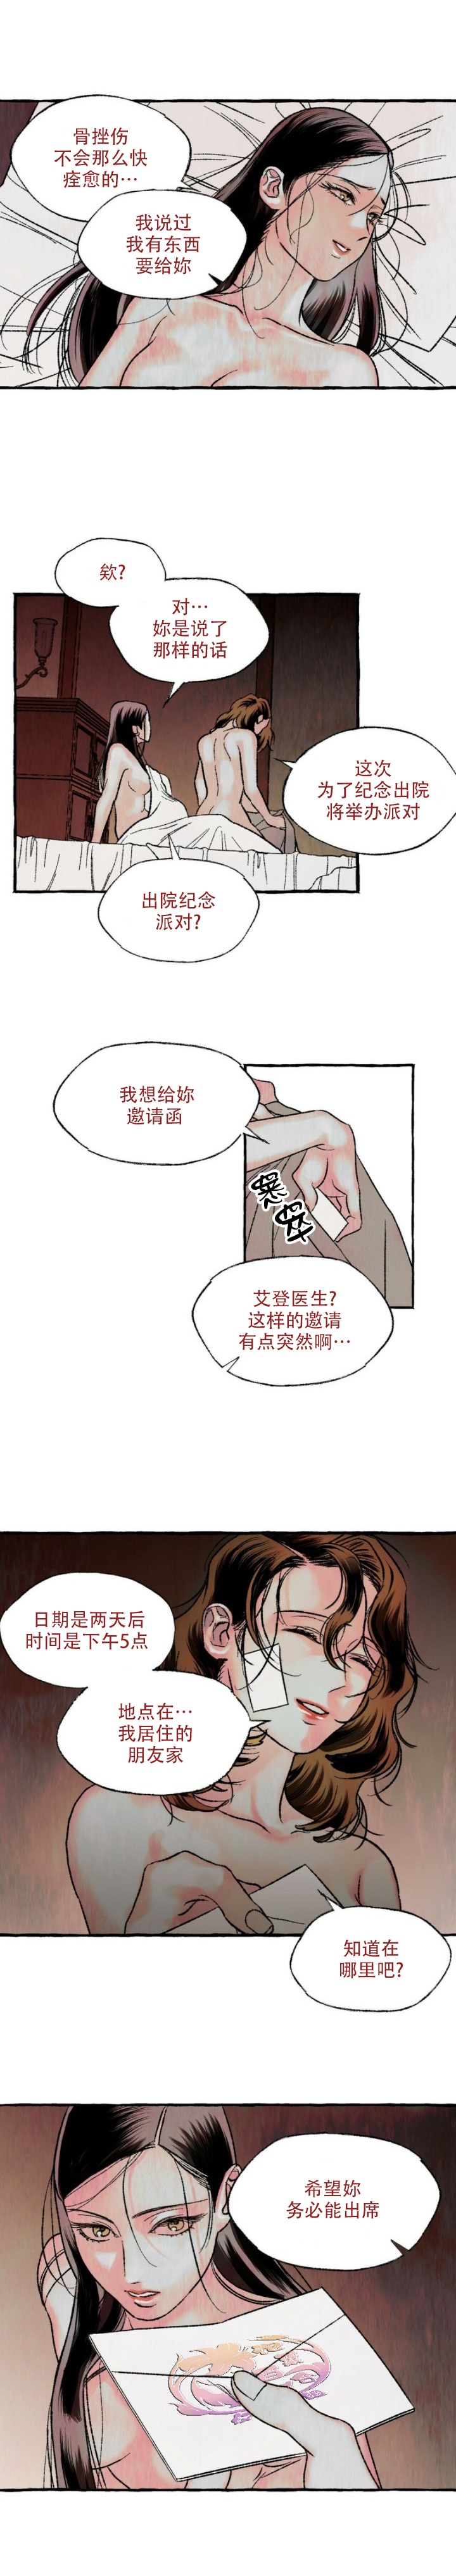 骨挫伤
不会那么快
痊愈的…
我说过
我有东西
要给妳
欸?
对…
妳是说了
那样的话
这次
为了纪念出院
将举办派对
出院纪念
派对?
我想给妳
邀请函
窸
窣
艾登医生?
这样的邀请
有点突然啊…
日期是两天后
时间是下午5点
地点在…
我居住的
朋友家
知道在
哪里吧?
希望妳
务必能出席